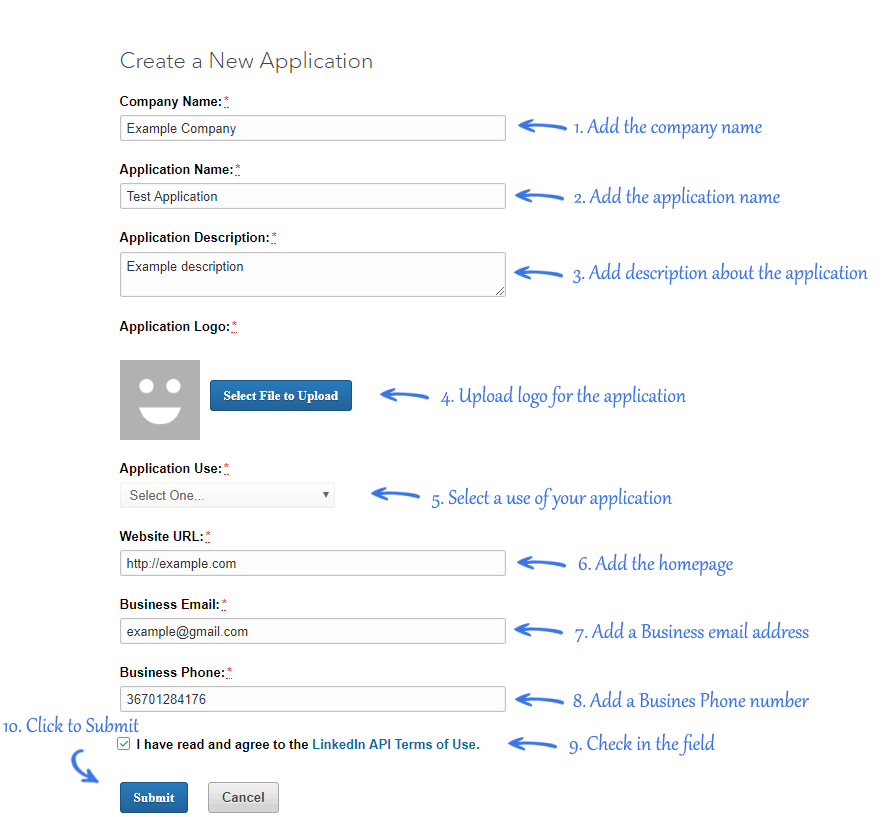 Create a New Application
Company Name:*
Example Company
1. Add the company name
Application Name:*
Test Application
2. Add the application name
Application Description:*
Example description
3. Add description about the application
Application Logo:*
Select File to Upload
4. Upload logo for the application
Application Use:*
Select One...
5. Select a use of your application
Website URL:*
http://example.com
6. Add the homepage
Business Email:*
example@gmail.com
7. Add a Business email address
Business Phone:*
36701284176
8. Add a Busines Phone number
10. Click to Submit
I have read and agree to the LinkedIn API Terms of Use.
9. Check in the field
Submit
Cancel